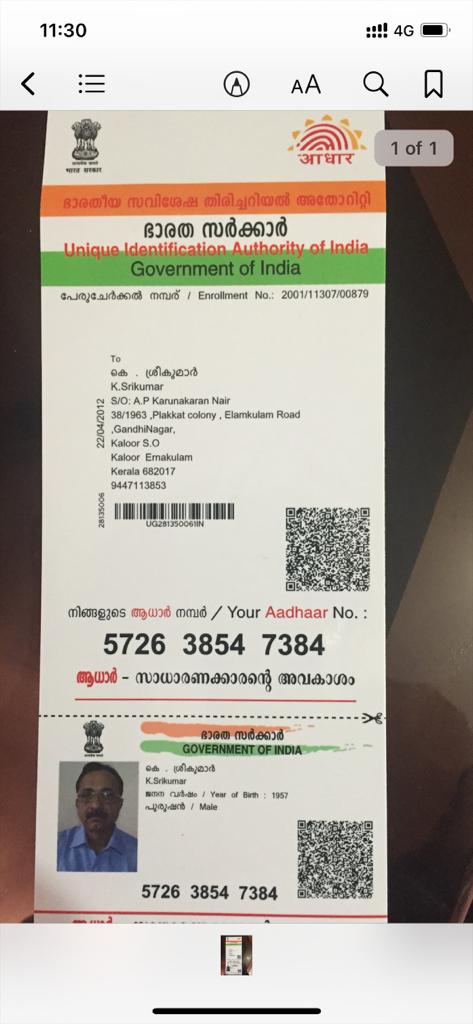 11:30
4G
AA
1 of 1
भारत सरकार
आधार
ഭാരതീയ സവിശേഷ തിരിച്ചറിയൽ അതോറിറ്റി
ഭാരത സർക്കാർ
Unique Identification Authority of India
Government of India
പേരുചേർക്കൽ നമ്പര് / Enrollment No.: 2001/11307/00879
To
കെ . ശ്രീകുമാർ
K.Srikumar
S/O: A.P Karunakaran Nair
38/1963 ,Plakkat colony , Elamkulam Road
,GandhiNagar,
Kaloor S.O
Kaloor Ernakulam
Kerala 682017
9447113853
22/04/2012
28135006
UG281350061IN
നിങ്ങളുടെ ആധാർ നമ്പർ / Your Aadhaar No. :
5726 3854 7384
ആധാർ - സാധാരണക്കാരന്റെ അവകാശം
ഭാരത സർക്കാർ
GOVERNMENT OF INDIA
കെ . ശ്രീകുമാർ
K.Srikumar
ജനന വർഷം / Year of Birth : 1957
പുരുഷൻ / Male
5726 3854 7384